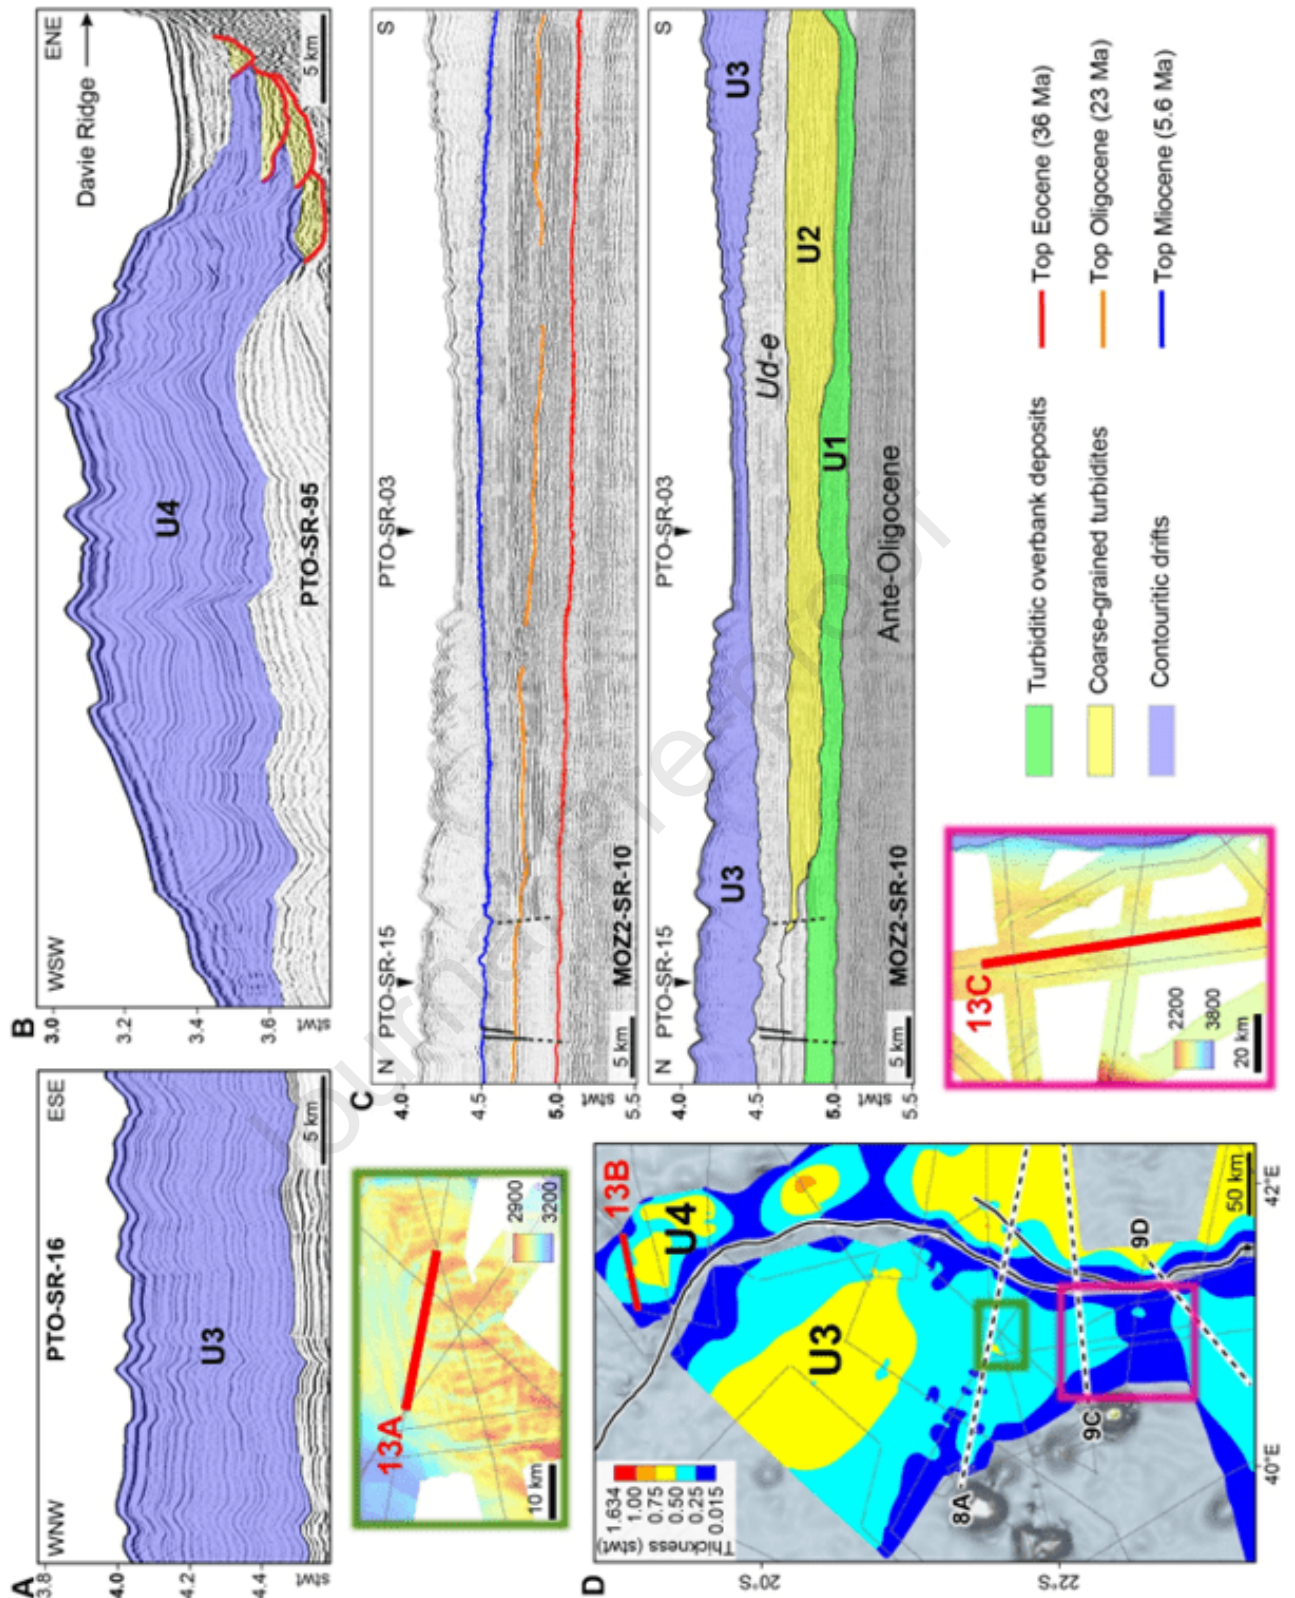 A
WNW
PTO-SR-16
ESE
3.8
4.0
4.2
4.4
stwt
U3
5 km
B
WSW
ENE
Davie Ridge
3.0
3.2
3.4
3.6
stwt
U4
PTO-SR-95
5 km
13A
10 km
2900
3200
C
N
PTO-SR-15
PTO-SR-03
S
4.0
4.5
5.0
5.5
stwt
5 km
MOZ2-SR-10
N
PTO-SR-15
PTO-SR-03
S
4.0
4.5
5.0
5.5
stwt
U3
U3
Ud-e
U2
U1
Ante-Oligocene
5 km
MOZ2-SR-10
D
Thickness (stwt)
1.634
1.00
0.75
0.50
0.25
0.015
13B
U4
U3
8A
9C
9D
50 km
20°S
22°S
40°E
42°E
13C
2200
3800
20 km
Turbiditic overbank deposits
Coarse-grained turbidites
Contouritic drifts
Top Eocene (36 Ma)
Top Oligocene (23 Ma)
Top Miocene (5.6 Ma)
Journal Pre-proof